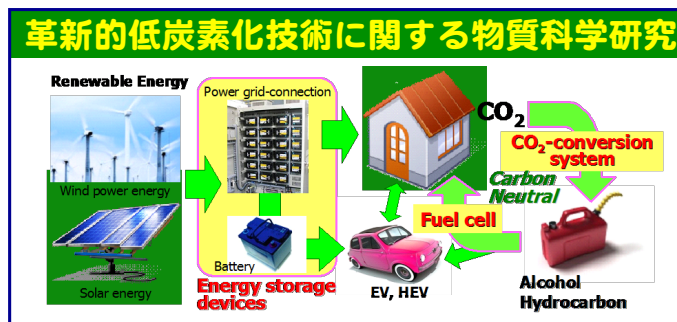 革新的低炭素化技術に関する物質科学研究
Renewable Energy
Wind power energy
Solar energy
Power grid-connection
Battery
Energy storage
devices
CO₂
CO₂-conversion
system
Carbon
Neutral
Fuel cell
EV, HEV
Alcohol
Hydrocarbon